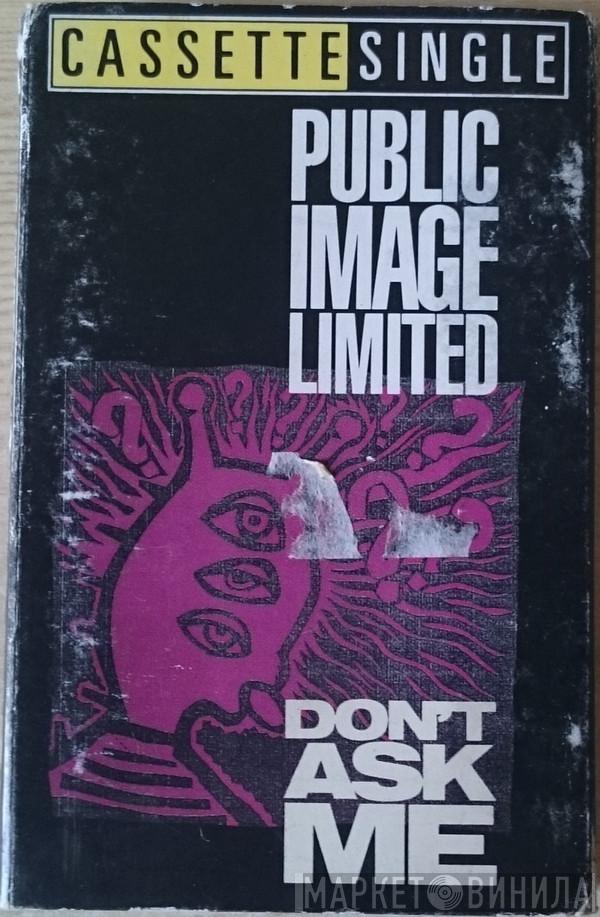 CASSETTE SINGLE
PUBLIC
IMAGE
LIMITED
DON'T
ASK
ME
МАРКЕТ ВИНИЛА